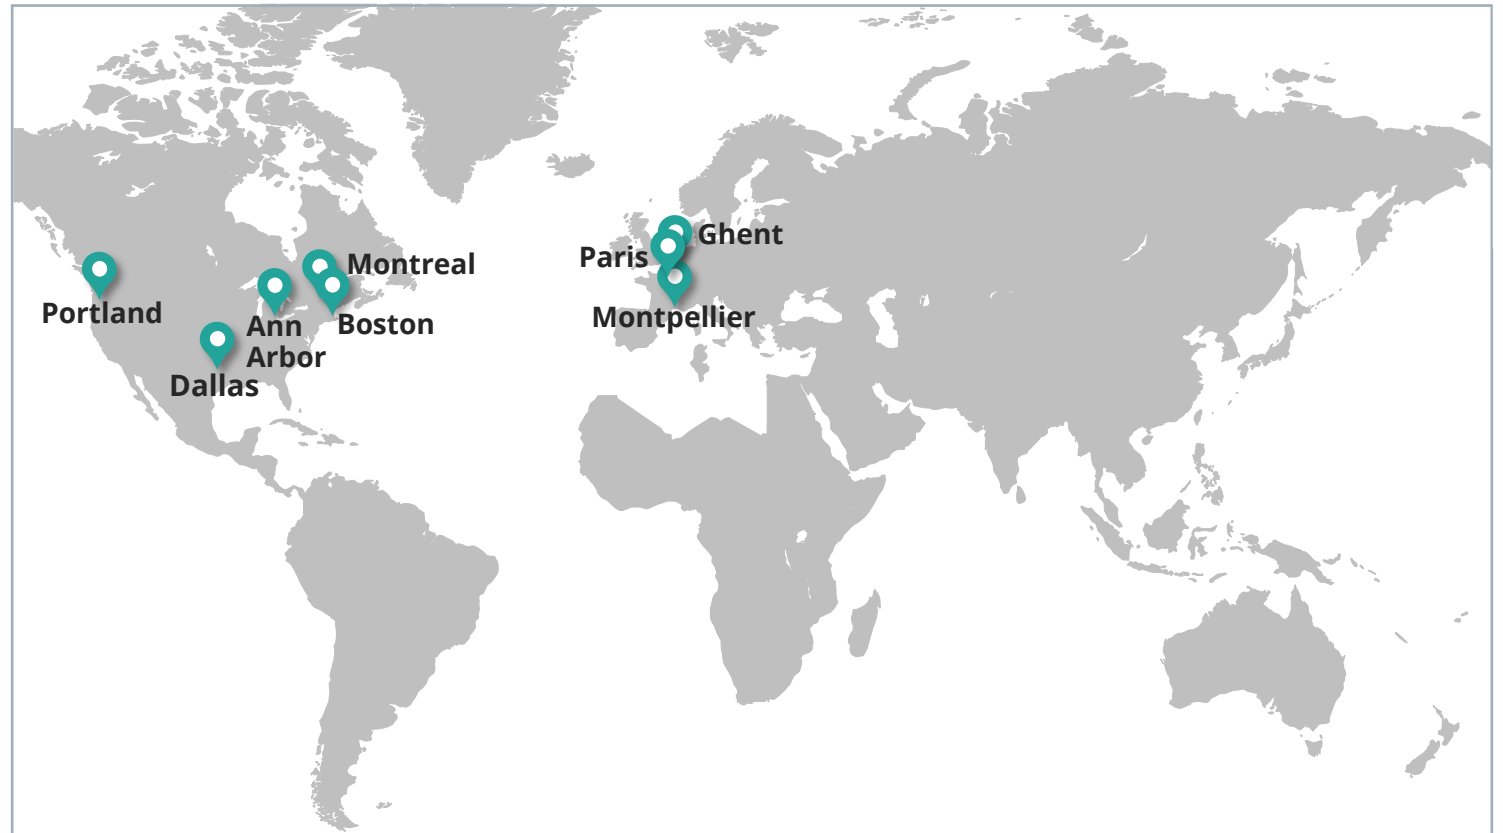 Ghent
Paris
Montreal
Portland
Montpellier
Boston
Ann
Arbor
Dallas